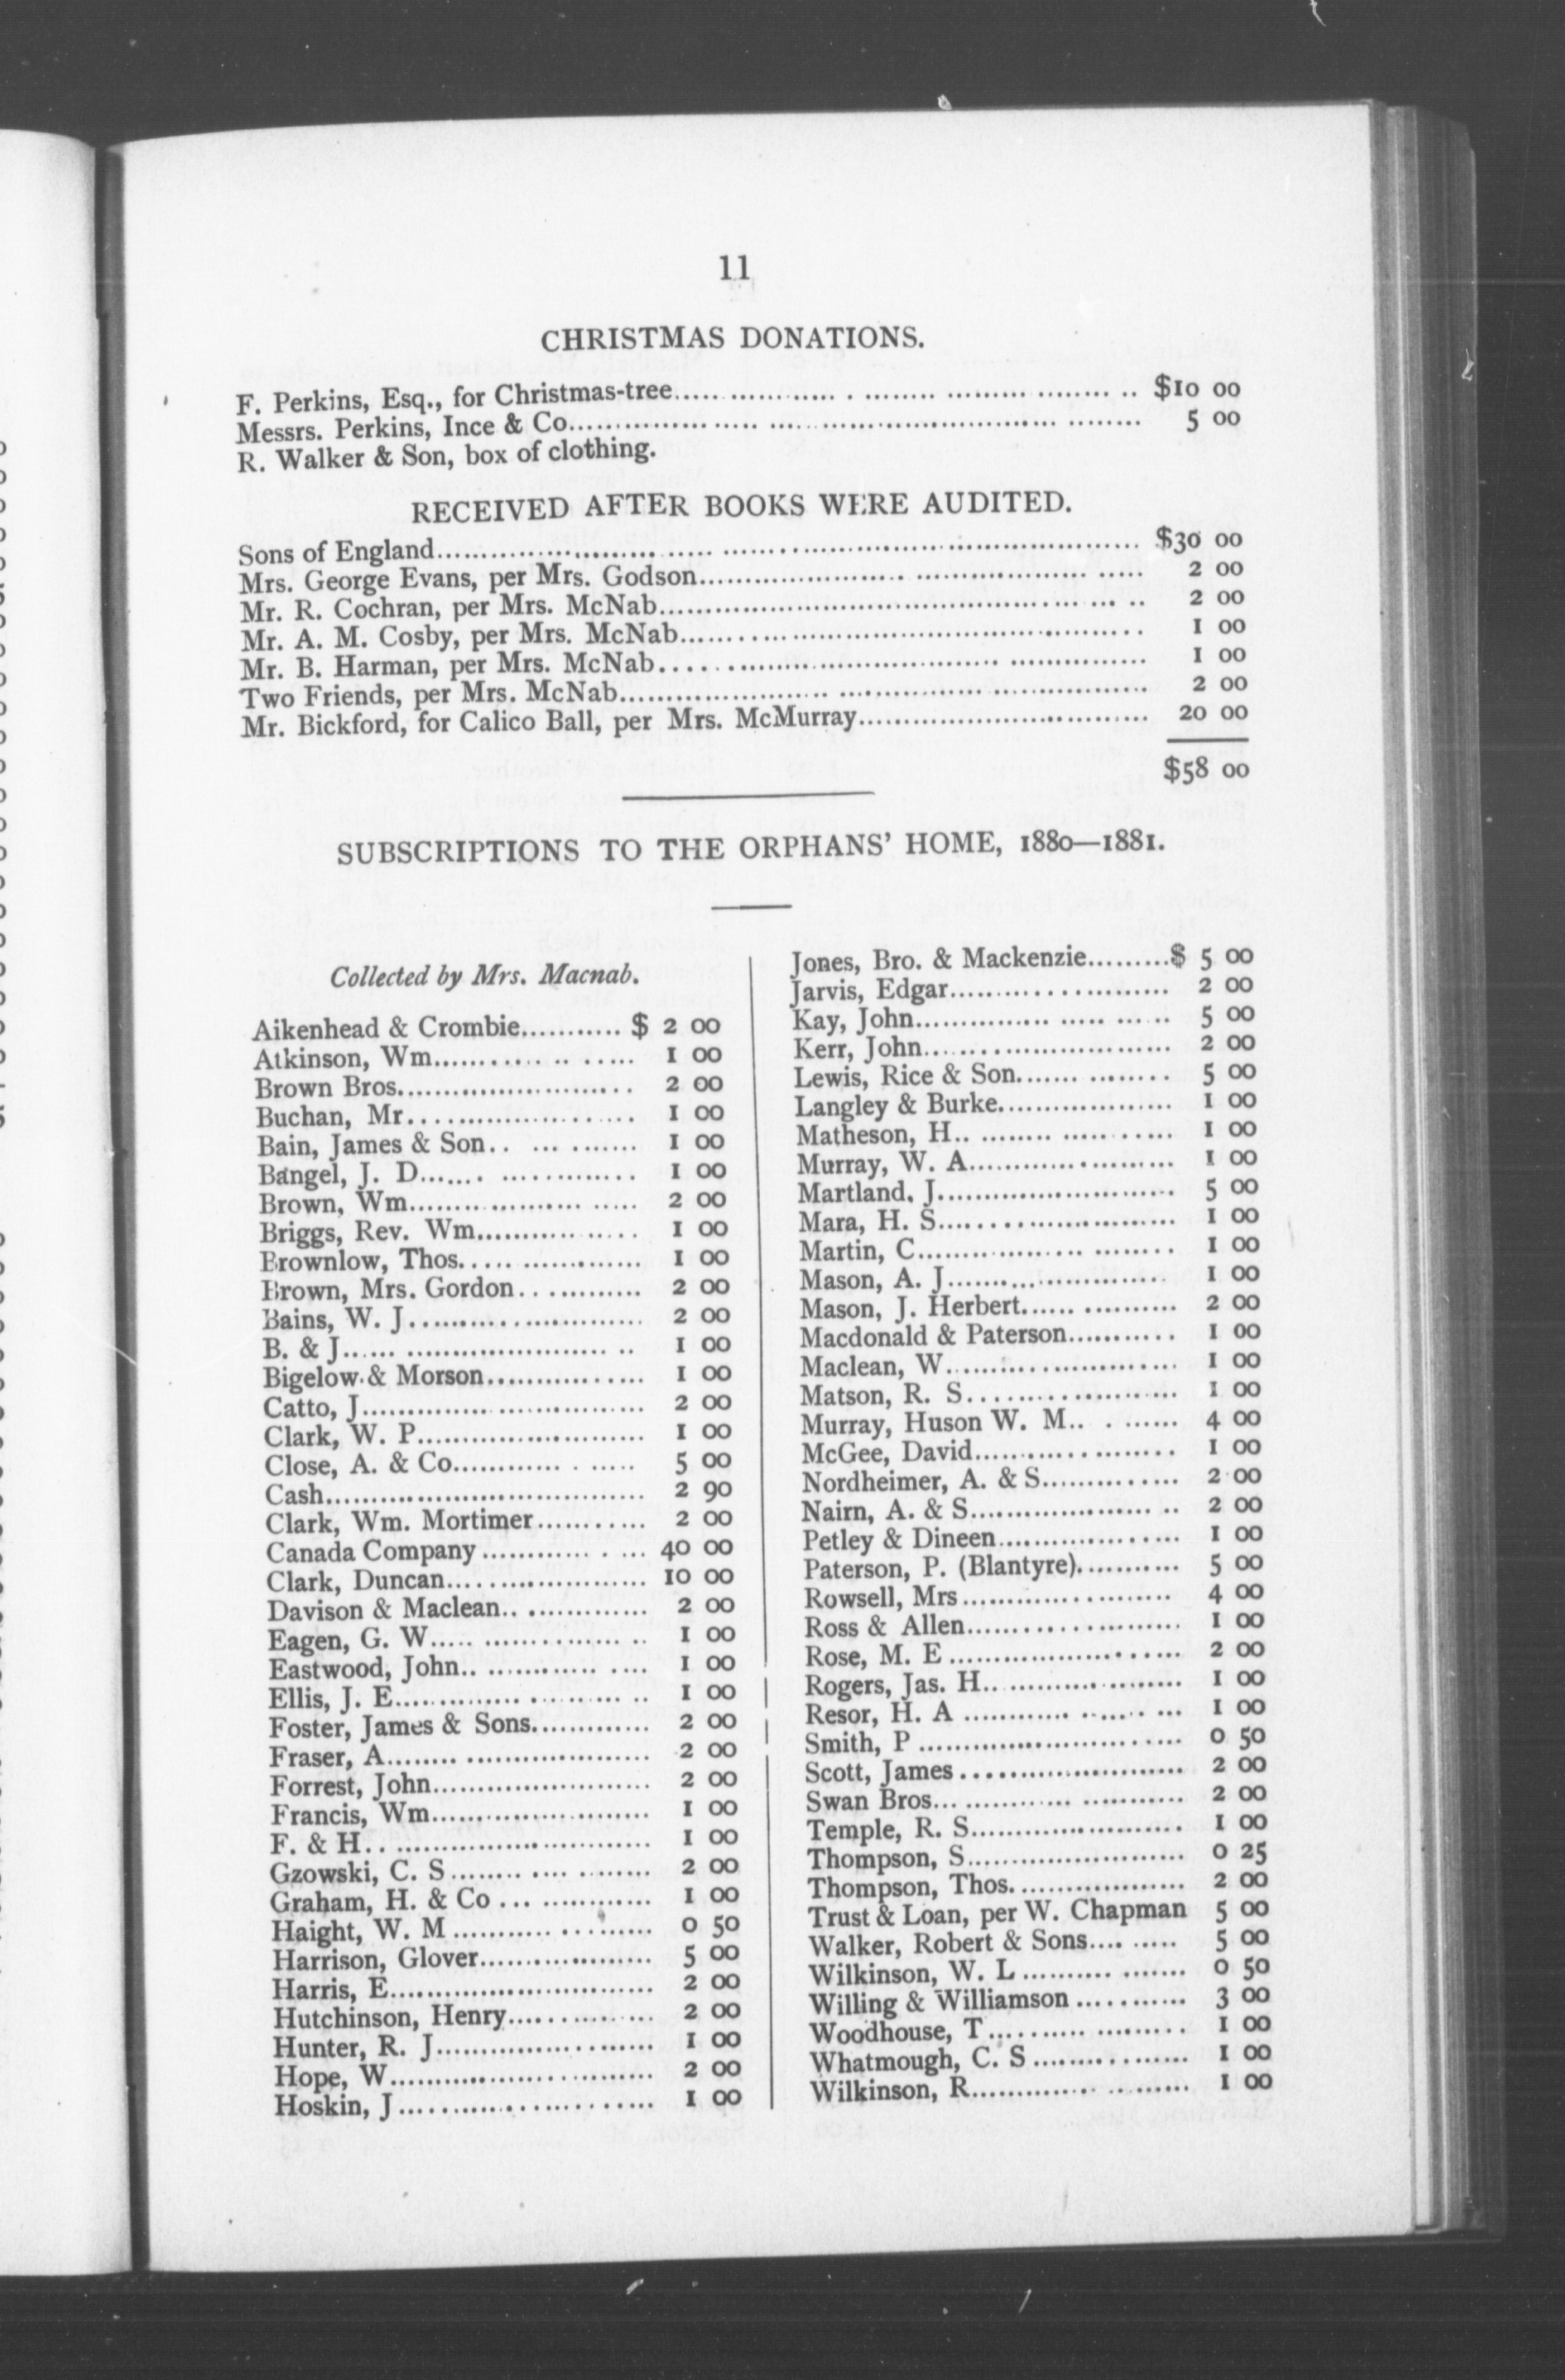 11
CHRISTMAS DONATIONS.
F. Perkins, Esq., for Christmas-tree........ $10 00
Messrs. Perkins, Ince & Co........ 5 00
R. Walker & Son, box of clothing.
RECEIVED AFTER BOOKS WERE AUDITED.
Sons of England........ $30 00
Mrs. George Evans, per Mrs. Godson........ 2 00
Mr. R. Cochran, per Mrs. McNab........ 2 00
Mr. A. M. Cosby, per Mrs. McNab........ 1 00
Mr. B. Harman, per Mrs. McNab........ 1 00
Two Friends, per Mrs. McNab........ 2 00
Mr. Bickford, for Calico Ball, per Mrs. McMurray........ 20 00
$58 00
SUBSCRIPTIONS TO THE ORPHANS' HOME, 1880—1881.
Collected by Mrs. Macnab.
Aikenhead & Crombie........ $ 2 00
Atkinson, Wm........ 1 00
Brown Bros........ 2 00
Buchan, Mr........ 1 00
Bain, James & Son........ 1 00
Bangel, J. D........ 1 00
Brown, Wm........ 2 00
Briggs, Rev. Wm........ 1 00
Brownlow, Thos........ 1 00
Brown, Mrs. Gordon........ 2 00
Bains, W. J........ 2 00
B. & J........ 1 00
Bigelow & Morson........ 1 00
Catto, J........ 2 00
Clark, W. P........ 1 00
Close, A. & Co........ 5 00
Cash........ 2 90
Clark, Wm. Mortimer........ 2 00
Canada Company........ 40 00
Clark, Duncan........ 10 00
Davison & Maclean........ 2 00
Eagen, G. W........ 1 00
Eastwood, John........ 1 00
Ellis, J. E........ 1 00
Foster, James & Sons........ 2 00
Fraser, A........ 2 00
Forrest, John........ 2 00
Francis, Wm........ 1 00
F. & H........ 1 00
Gzowski, C. S........ 2 00
Graham, H. & Co........ 1 00
Haight, W. M........ 0 50
Harrison, Glover........ 5 00
Harris, E........ 2 00
Hutchinson, Henry........ 2 00
Hunter, R. J........ 1 00
Hope, W........ 2 00
Hoskin, J........ 1 00
Jones, Bro. & Mackenzie........ $ 5 00
Jarvis, Edgar........ 2 00
Kay, John........ 5 00
Kerr, John........ 2 00
Lewis, Rice & Son........ 5 00
Langley & Burke........ 1 00
Matheson, H........ 1 00
Murray, W. A........ 1 00
Martland, J........ 5 00
Mara, H. S........ 1 00
Martin, C........ 1 00
Mason, A. J........ 1 00
Mason, J. Herbert........ 2 00
Macdonald & Paterson........ 1 00
Maclean, W........ 1 00
Matson, R. S........ 1 00
Murray, Huson W. M........ 4 00
McGee, David........ 1 00
Nordheimer, A. & S........ 2 00
Nairn, A. & S........ 2 00
Petley & Dineen........ 1 00
Paterson, P. (Blantyre)........ 5 00
Rowsell, Mrs........ 4 00
Ross & Allen........ 1 00
Rose, M. E........ 2 00
Rogers, Jas. H........ 1 00
Resor, H. A........ 1 00
Smith, P........ 0 50
Scott, James........ 2 00
Swan Bros........ 2 00
Temple, R. S........ 1 00
Thompson, S........ 0 25
Thompson, Thos........ 2 00
Trust & Loan, per W. Chapman 5 00
Walker, Robert & Sons........ 5 00
Wilkinson, W. L........ 0 50
Willing & Williamson........ 3 00
Woodhouse, T........ 1 00
Whatmough, C. S........ 1 00
Wilkinson, R........ 1 00